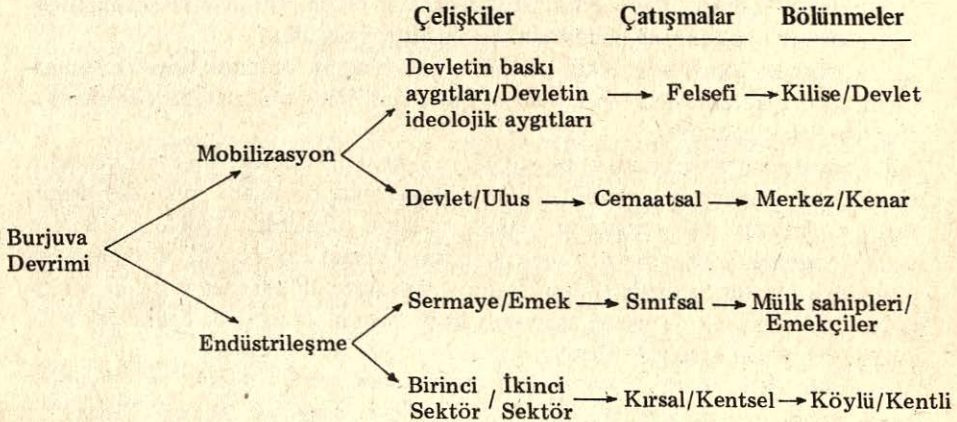 Çelişkiler Çatışmalar Bölünmeler
Devletin baskı
aygıtları/Devletin → Felsefi → Kilise/Devlet
ideolojik aygıtları
Mobilizasyon
Devlet/Ulus → Cemaatsal → Merkez/Kenar
Burjuva
Devrimi
Sermaye/Emek → Sınıfsal → Mülk sahipleri/
Emekçiler
Endüstrileşme
Birinci / İkinci
Sektör / Sektör → Kırsal/Kentsel → Köylü/Kentli